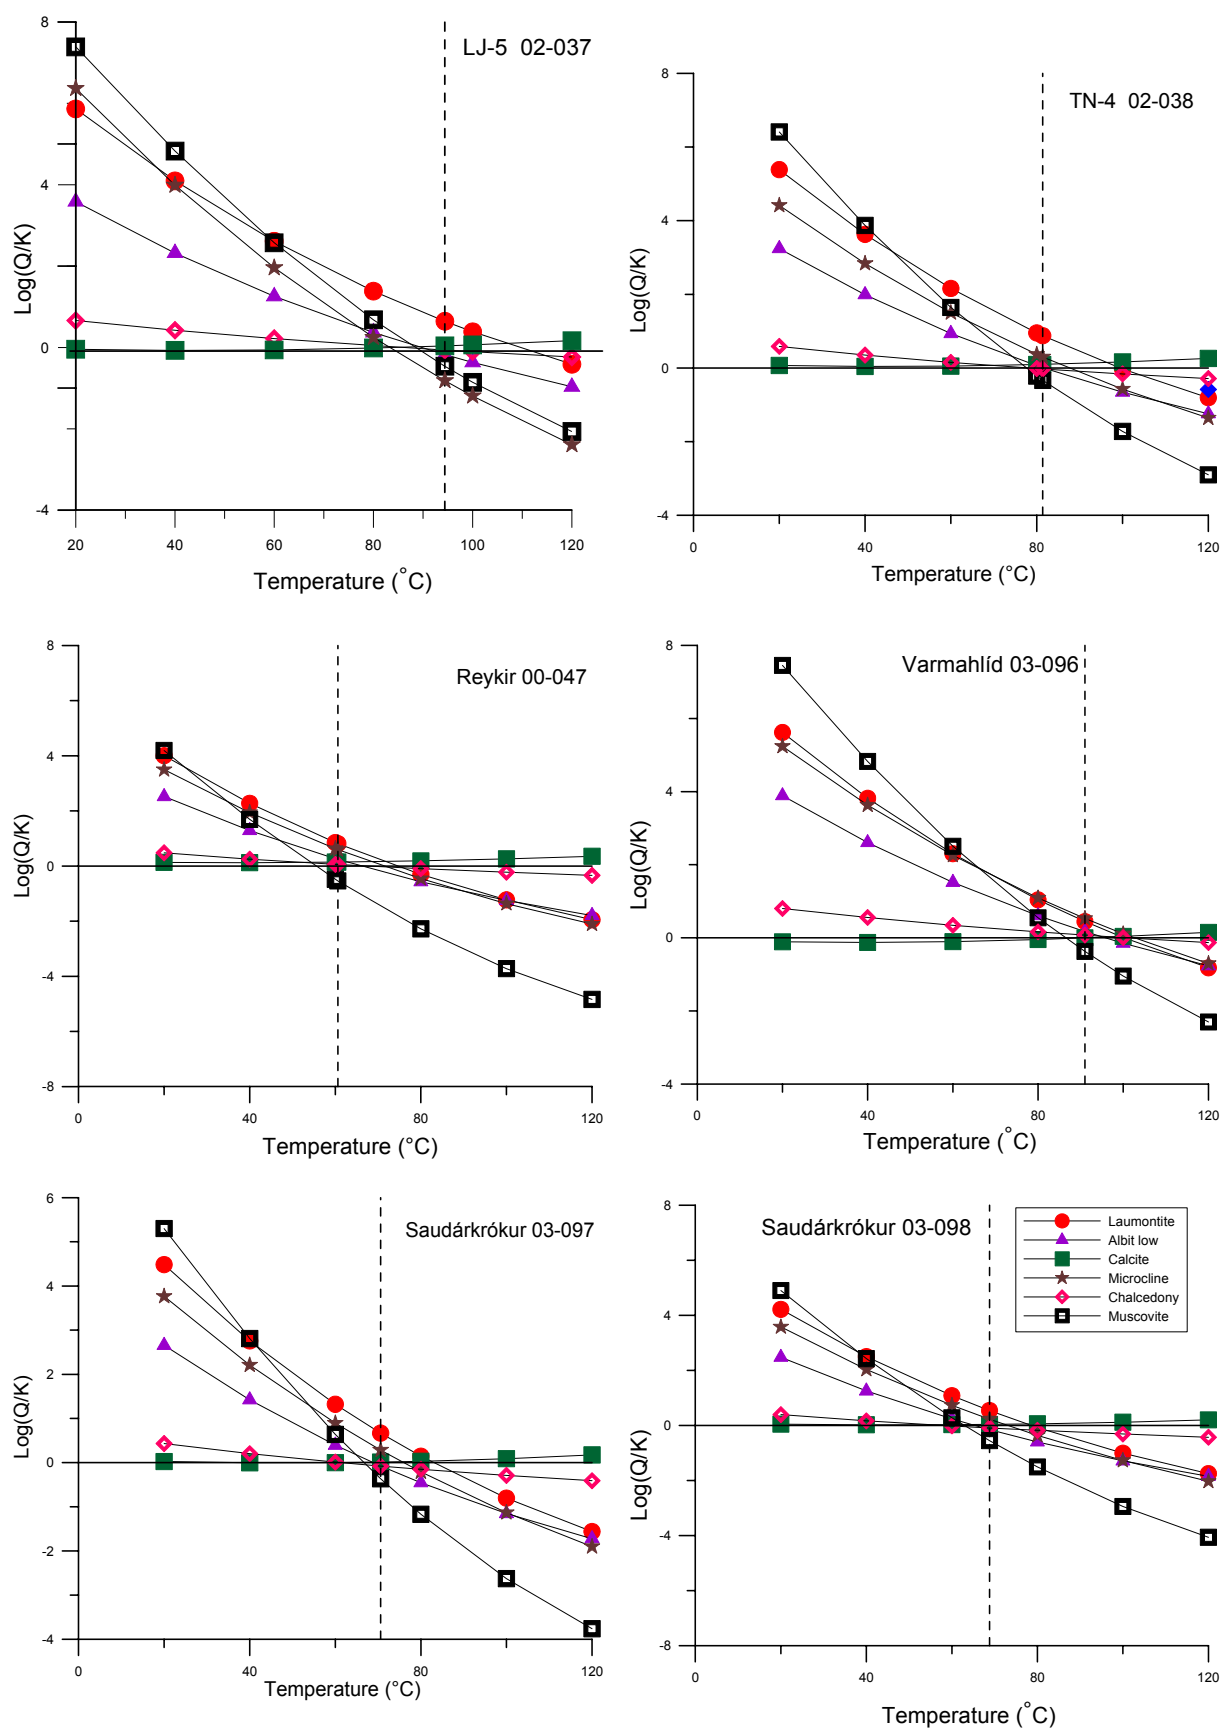 LJ-5 02-037
8
4
0
-4
Log(Q/K)
20
40
60
80
100
120
Temperature (°C)
TN-4 02-038
8
4
0
-4
Log(Q/K)
0
40
80
120
Temperature (°C)
Reykir 00-047
8
4
0
-4
-8
Log(Q/K)
0
40
80
120
Temperature (°C)
Varmahlíd 03-096
8
4
0
-4
Log(Q/K)
0
40
80
120
Temperature (°C)
Saudárkrókur 03-097
6
2
0
-2
-4
Log(Q/K)
0
40
80
120
Temperature (°C)
Saudárkrókur 03-098
8
4
0
-4
-8
Log(Q/K)
0
40
80
120
Temperature (°C)
Laumontite
Albit low
Calcite
Microcline
Chalcedony
Muscovite